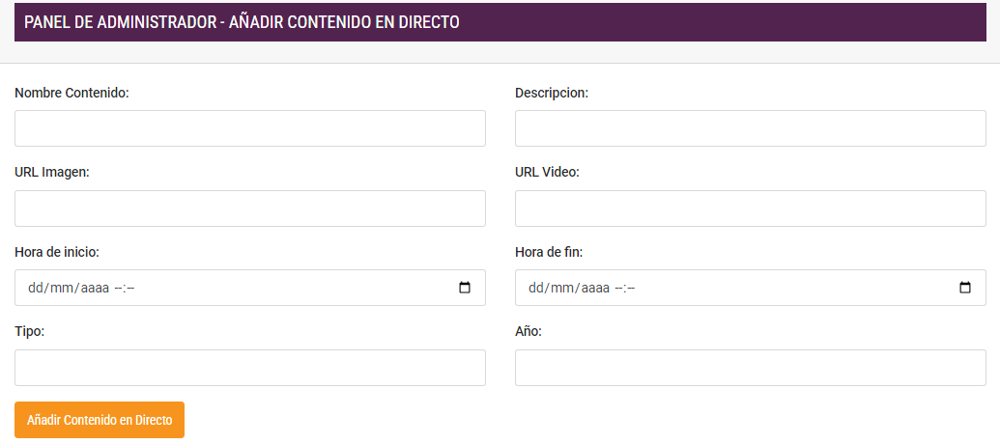 PANEL DE ADMINISTRADOR - AÑADIR CONTENIDO EN DIRECTO
Nombre Contenido: Descripcion:
URL Imagen: URL Video:
Hora de inicio: Hora de fin:
dd/mm/aaaa --:-- dd/mm/aaaa --:--
Tipo: Año:
Añadir Contenido en Directo